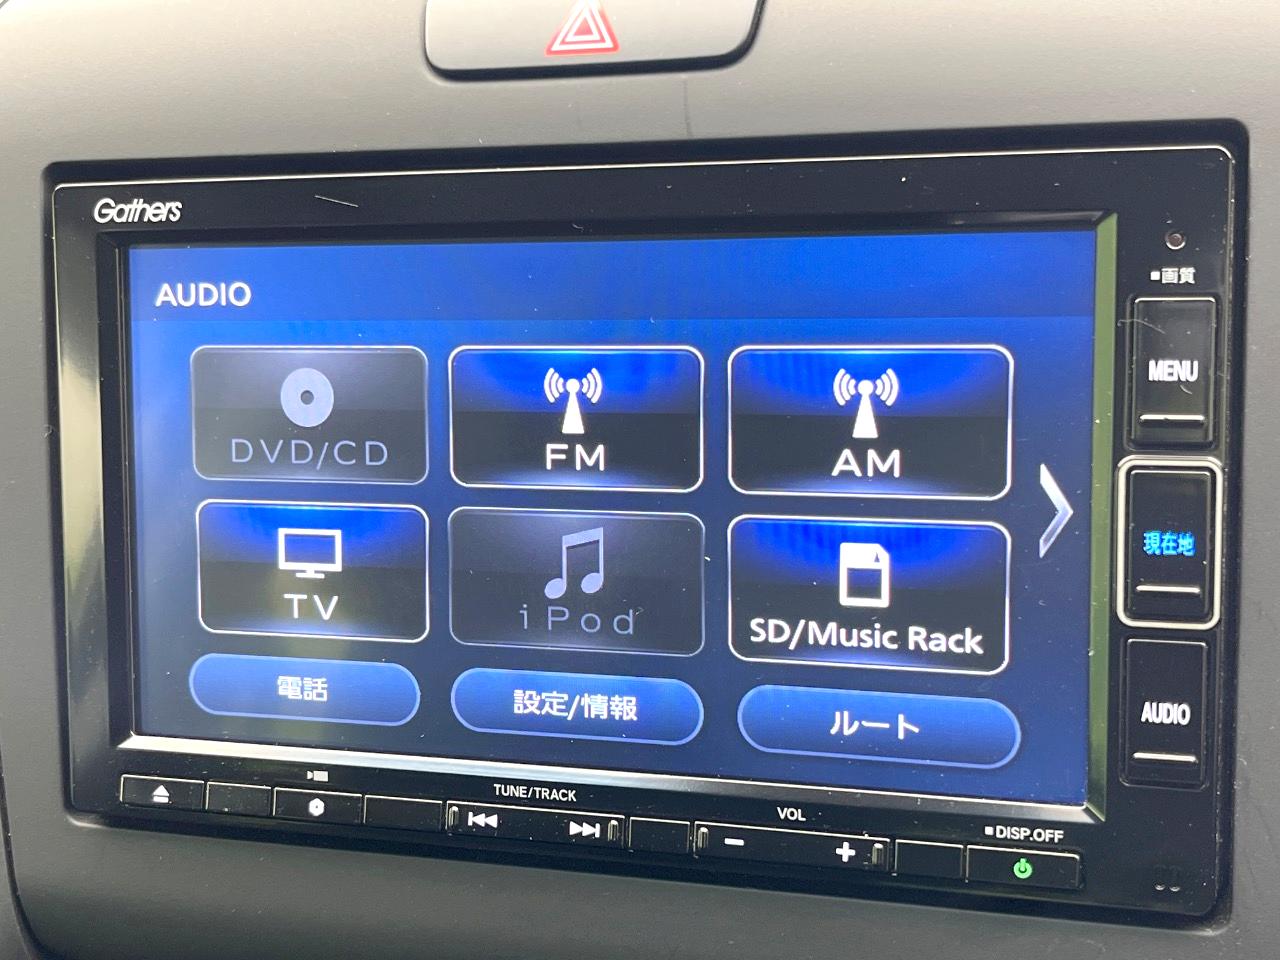 Gathers
AUDIO
DVD/CD
FM
AM
TV
iPod
SD/Music Rack
電話
設定/情報
ルート
画質
MENU
現在地
AUDIO
TUNE/TRACK
VOL
DISP.OFF